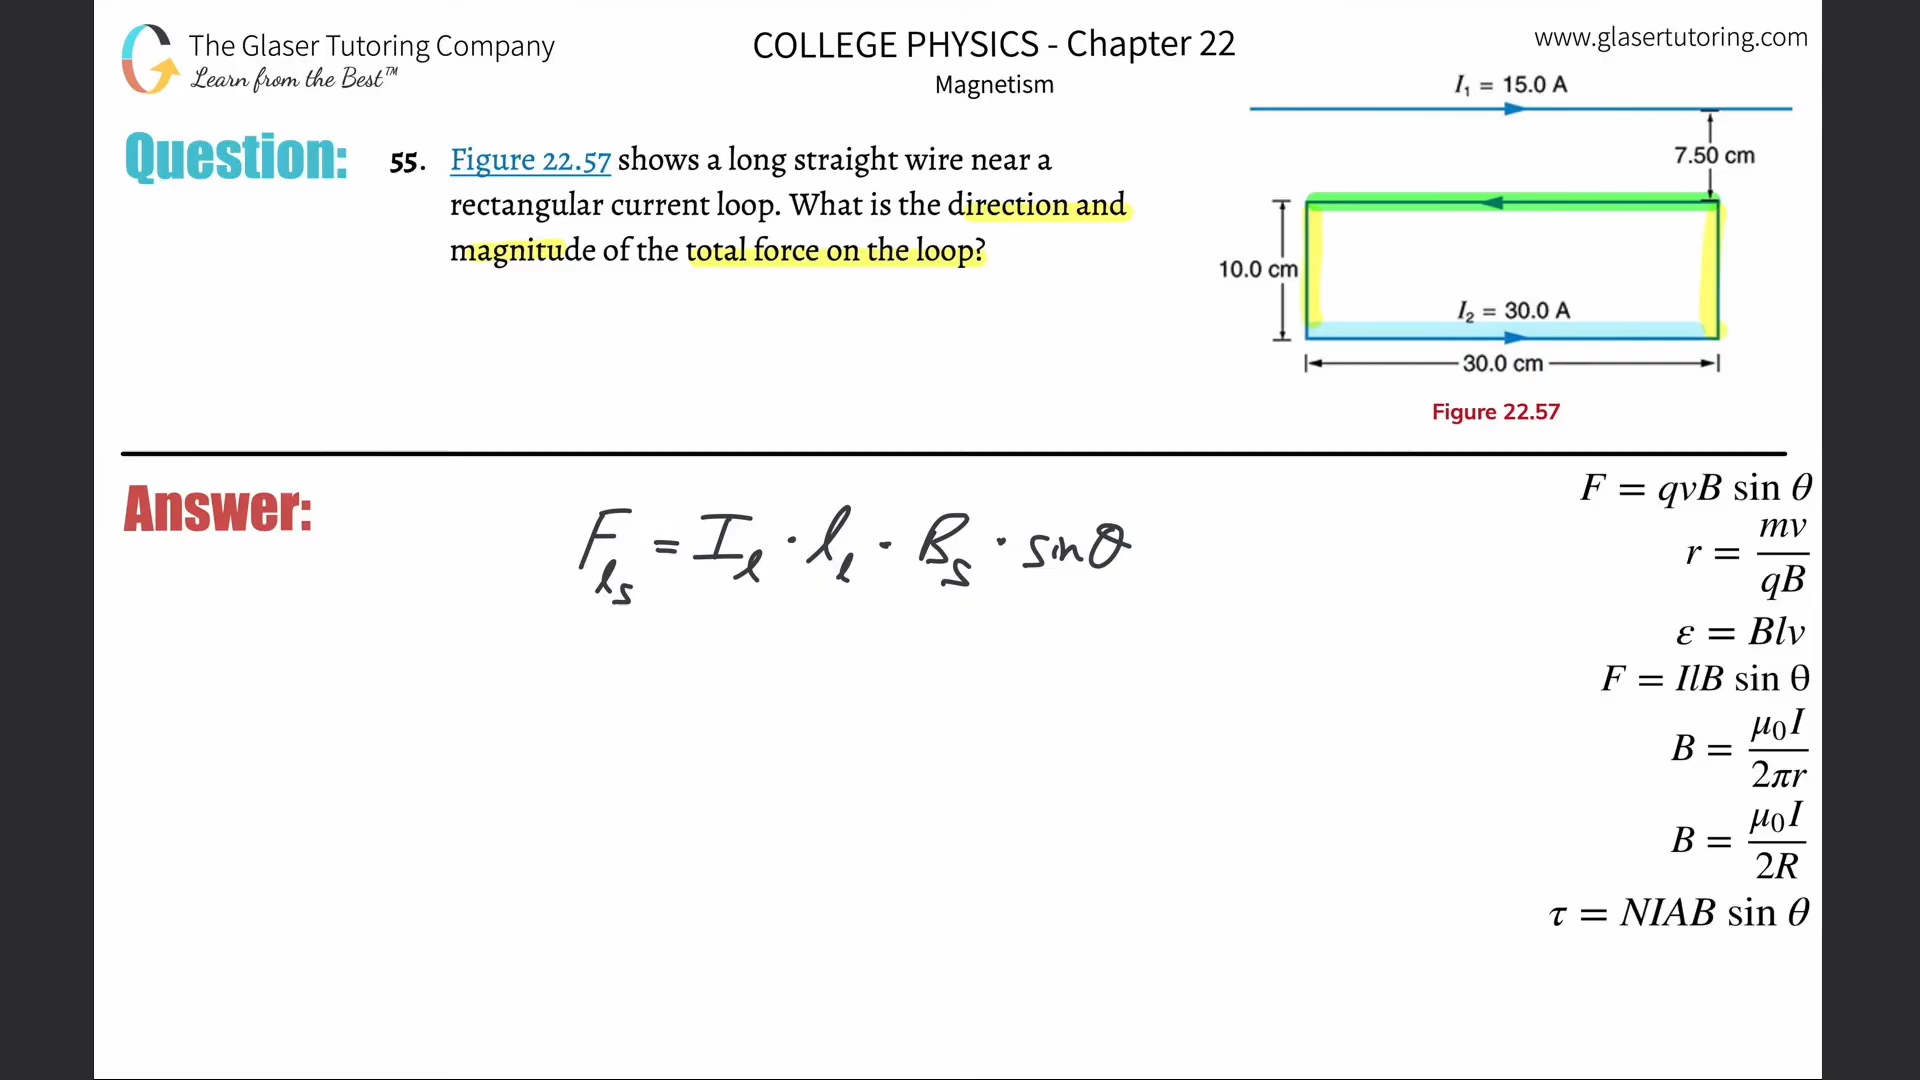 The Glaser Tutoring Company
Learn from the Best™
COLLEGE PHYSICS - Chapter 22
Magnetism
www.glasertutoring.com
Question:
55. Figure 22.57 shows a long straight wire near a
rectangular current loop. What is the direction and
magnitude of the total force on the loop?
I₁ = 15.0 A
7.50 cm
10.0 cm
I₂ = 30.0 A
30.0 cm
Figure 22.57
Answer:
F_ls = I_l · l_l · B_s · sinθ
F = qvB sin θ
r = mv/qB
ε = Blv
F = IlB sin θ
B = μ₀I/2πr
B = μ₀I/2R
τ = NIAB sin θ